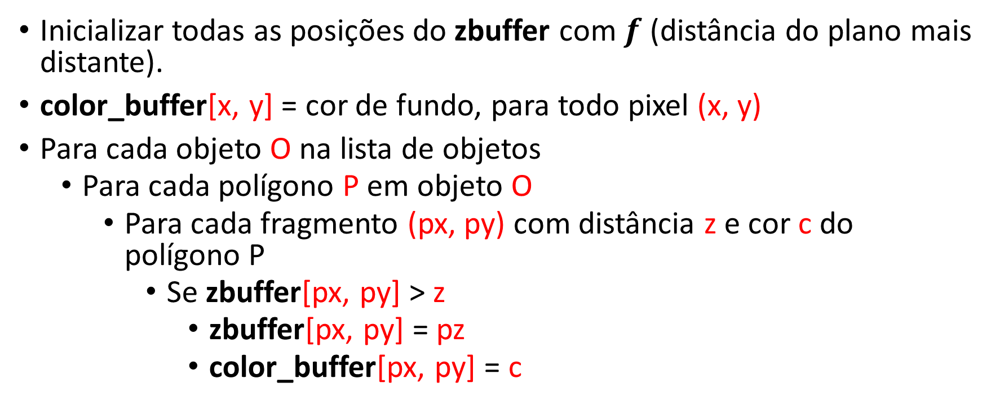 • Inicializar todas as posições do zbuffer com f (distância do plano mais
distante).
• color_buffer[x, y] = cor de fundo, para todo pixel (x, y)
• Para cada objeto O na lista de objetos
• Para cada polígono P em objeto O
• Para cada fragmento (px, py) com distância z e cor c do
polígono P
• Se zbuffer[px, py] > z
• zbuffer[px, py] = pz
• color_buffer[px, py] = c